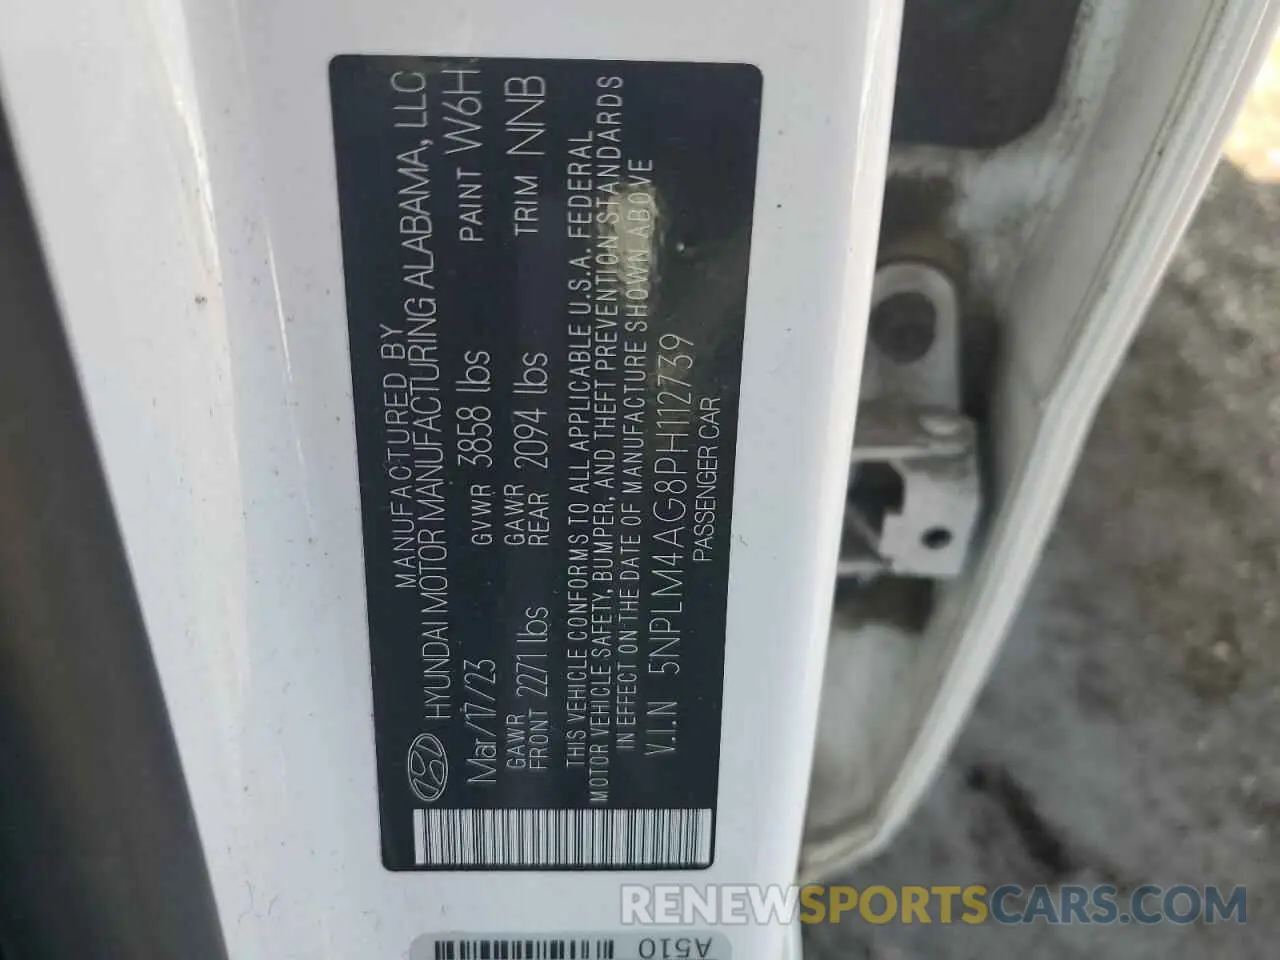 MANUFACTURED BY
HYUNDAI MOTOR MANUFACTURING ALABAMA, LLC
Mar/17/23 GVWR 3858 lbs PAINT W6H
GAWR FRONT 2271 lbs GAWR REAR 2094 lbs TRIM NNB
THIS VEHICLE CONFORMS TO ALL APPLICABLE U.S.A. FEDERAL
MOTOR VEHICLE SAFETY, BUMPER, AND THEFT PREVENTION STANDARDS
IN EFFECT ON THE DATE OF MANUFACTURE SHOWN ABOVE
V.I.N 5NPLM4AG8PH112739
PASSENGER CAR
A510
RENEWSPORTSCARS.COM